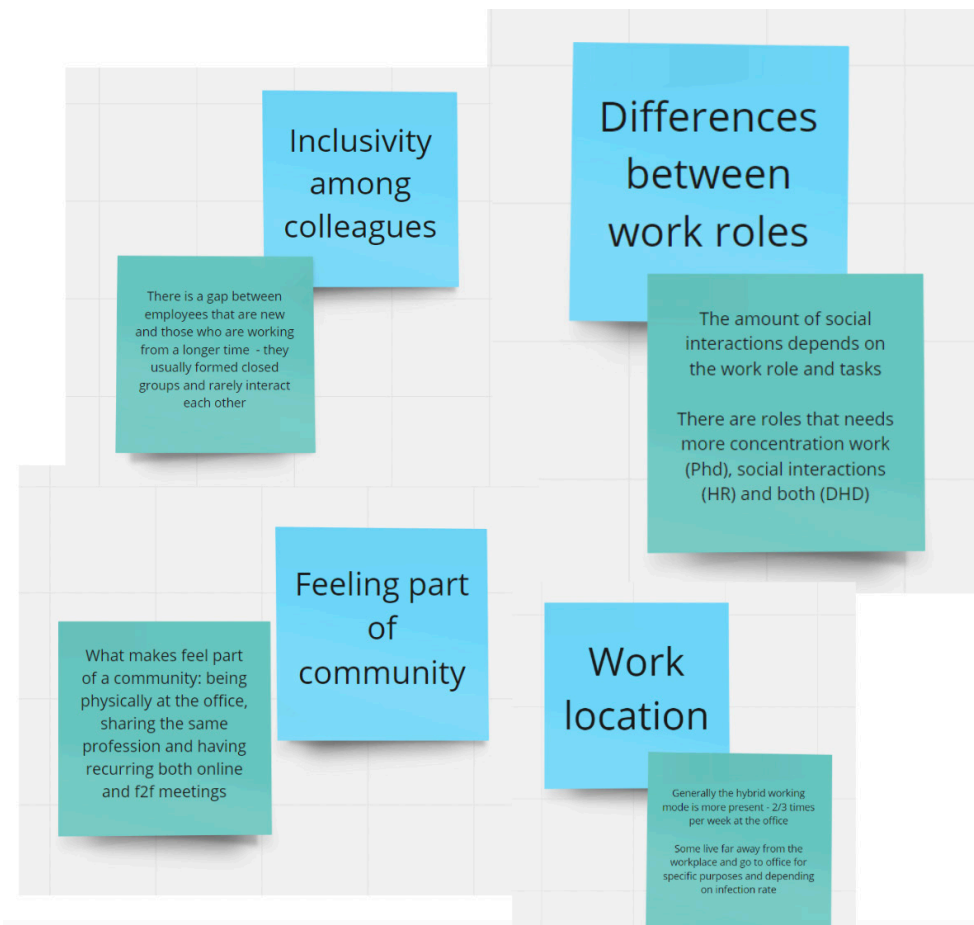 Inclusivity
among
colleagues
There is a gap between
employees that are new
and those who are working
from a longer time - they
usually formed closed
groups and rarely interact
each other
Differences
between
work roles
The amount of social
interactions depends on
the work role and tasks
There are roles that needs
more concentration work
(Phd), social interactions
(HR) and both (DHD)
Feeling part
of
community
What makes feel part
of a community: being
physically at the office,
sharing the same
profession and having
recurring both online
and f2f meetings
Work
location
Generally the hybrid working
mode is more present - 2/3 times
per week at the office
Some live far away from the
workplace and go to office for
specific purposes and depending
on infection rate